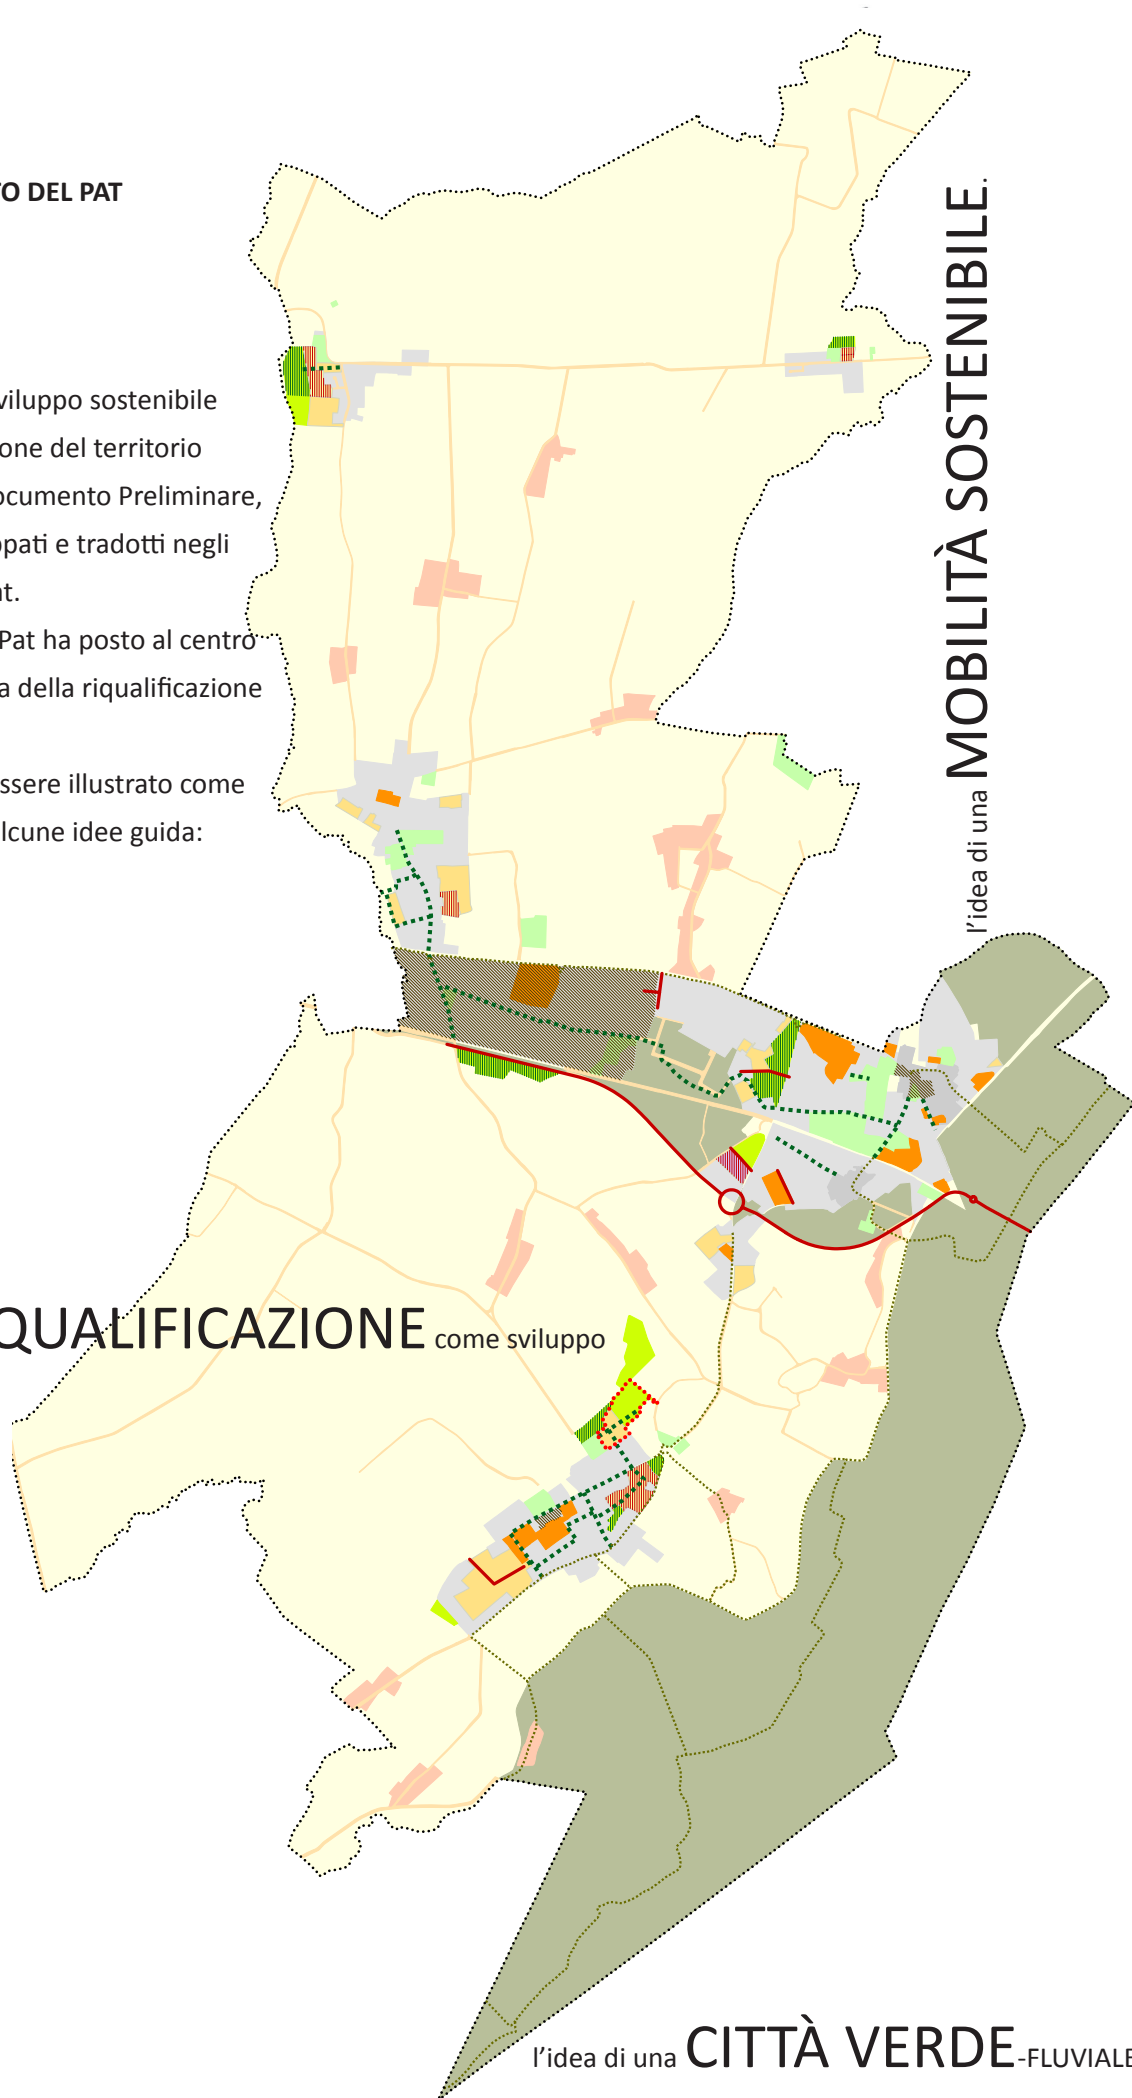 O DEL PAT
viluppo sostenibile
one del territorio
ocumento Preliminare,
ppati e tradotti negli
t.
Pat ha posto al centro
a della riqualificazione
ssere illustrato come
lcune idee guida:
l'idea di una MOBILITÀ SOSTENIBILE.
QUALIFICAZIONE come sviluppo
l'idea di una CITTÀ VERDE-FLUVIALE